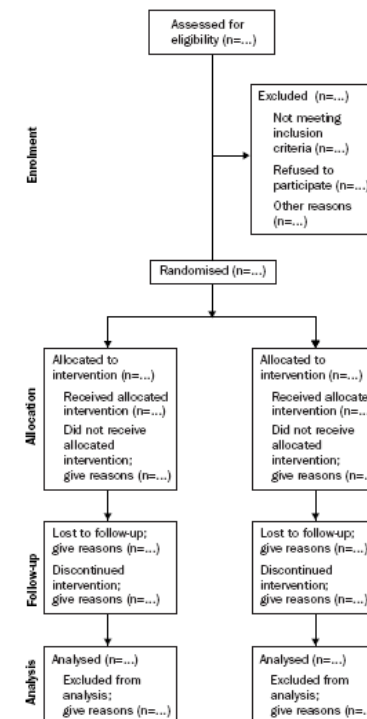 Assessed for
eligibility (n=...)
Enrolment
Excluded (n=...)
Not meeting
inclusion
criteria (n=...)
Refused to
participate (n=...)
Other reasons
(n=...)
Randomised (n=...)
Allocation
Allocated to
intervention (n=...)
Received allocated
intervention (n=...)
Did not receive
allocated
intervention;
give reasons (n=...)
Allocated to
intervention (n=...)
Received allocate
intervention (n=...
Did not receive
allocated
intervention;
give reasons (n=...
Follow-up
Lost to follow-up;
give reasons (n=...)
Discontinued
intervention;
give reasons (n=...)
Lost to follow-up;
give reasons (n=...)
Discontinued
intervention;
give reasons (n=...
Analysis
Analysed (n=...)
Excluded from
analysis;
give reasons (n=...)
Analysed (n=...)
Excluded from
analysis;
give reasons (n=...